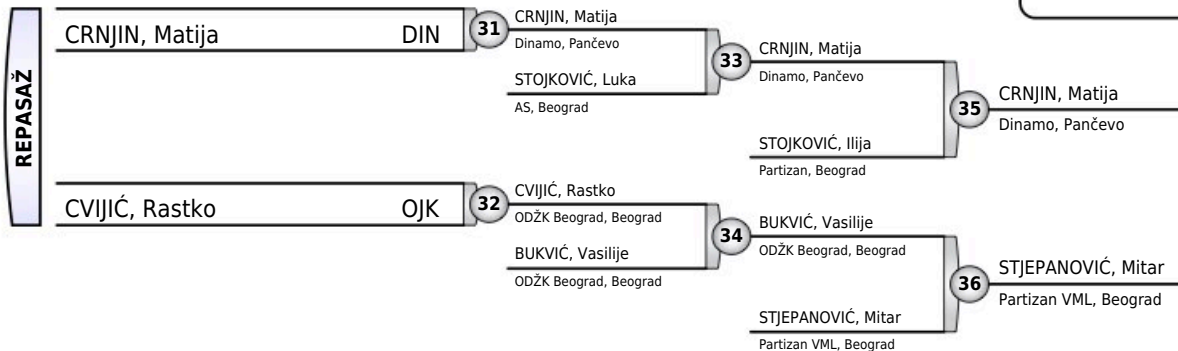 REPASAŽ
CRNJIN, Matija DIN
31
CRNJIN, Matija
Dinamo, Pančevo
STOJKOVIĆ, Luka
AS, Beograd
33
CRNJIN, Matija
Dinamo, Pančevo
STOJKOVIĆ, Ilija
Partizan, Beograd
35
CRNJIN, Matija
Dinamo, Pančevo
CVIJIĆ, Rastko OJK
32
CVIJIĆ, Rastko
ODŽK Beograd, Beograd
BUKVIĆ, Vasilije
ODŽK Beograd, Beograd
34
BUKVIĆ, Vasilije
ODŽK Beograd, Beograd
STJEPANOVIĆ, Mitar
Partizan VML, Beograd
36
STJEPANOVIĆ, Mitar
Partizan VML, Beograd